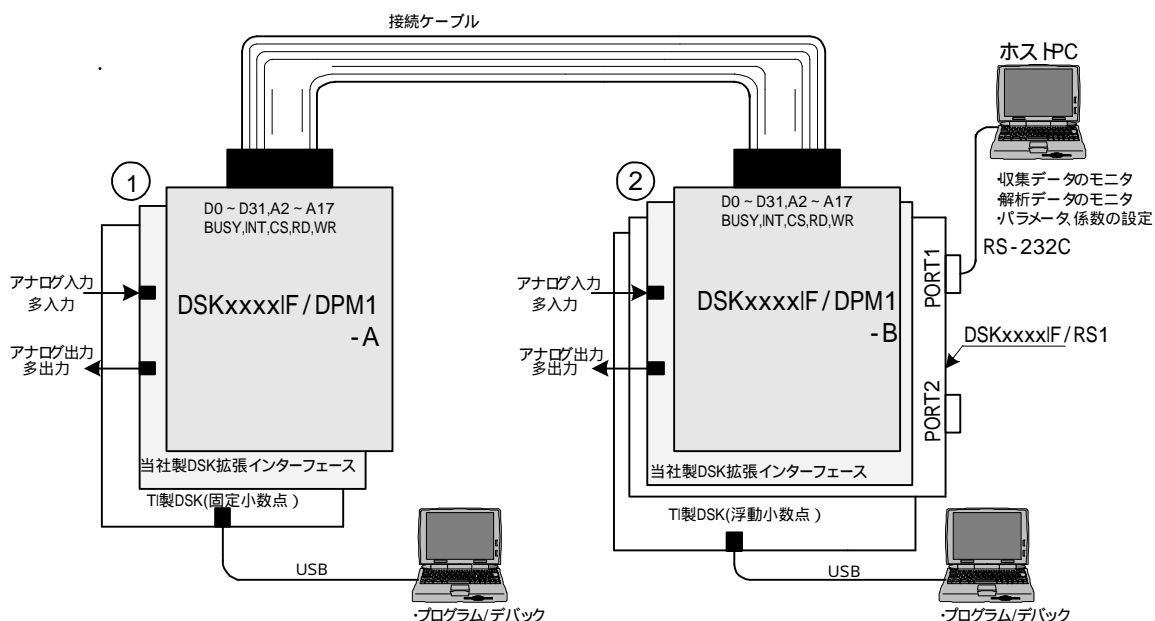 接続ケーブル
ホストPC
・収集データのモニタ
・解析データのモニタ
・パラメータ,係数の設定
RS-232C
①
D0 ~ D31,A2 ~ A17
BUSY,INT,CS,RD,WR
DSKxxxxIF/DPM1
-A
アナログ入力
多入力
アナログ出力
多出力
当社製DSK拡張インターフェース
TI製DSK(固定小数点)
USB
・プログラム/デバック
②
D0 ~ D31,A2 ~ A17
BUSY,INT,CS,RD,WR
DSKxxxxIF/DPM1
-B
アナログ入力
多入力
アナログ出力
多出力
PORT1
PORT2
DSKxxxxIF/RS1
当社製DSK拡張インターフェース
TI製DSK(浮動小数点)
USB
・プログラム/デバック